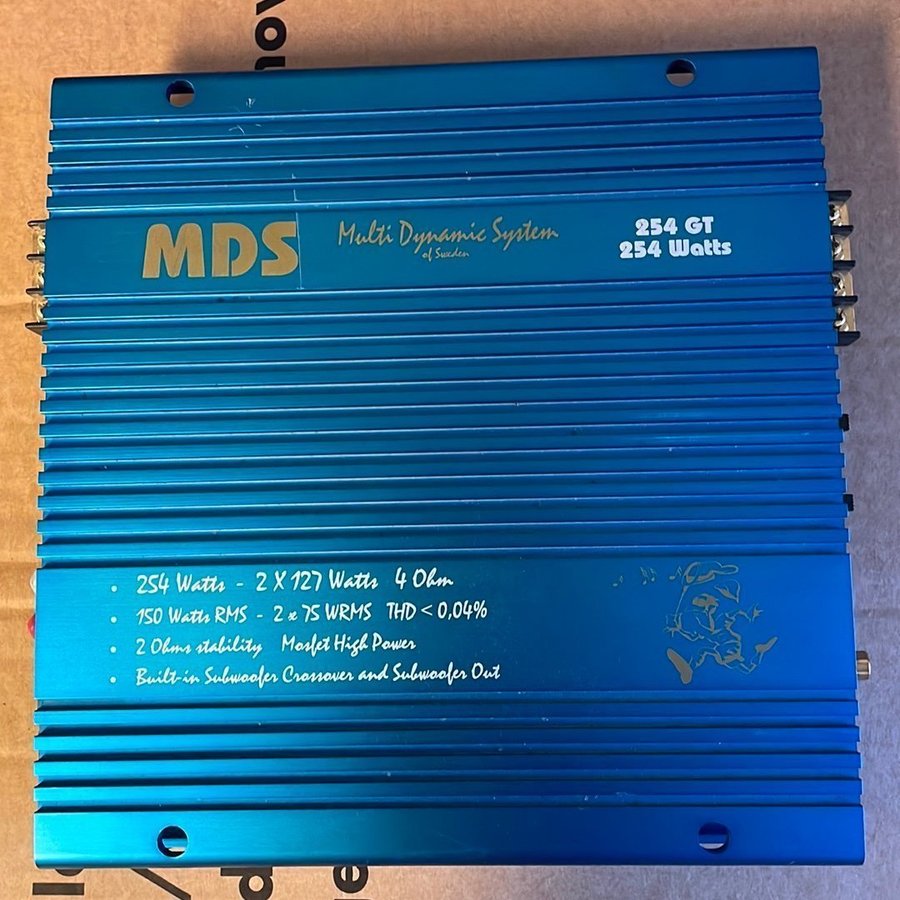 MDS
Multi Dynamic System
of Sweden
254 GT
254 Watts
• 254 Watts - 2 X 127 Watts 4 Ohm
• 150 Watts RMS - 2 x 75 WRMS THD < 0,04%
• 2 Ohms stability Mosfet High Power
• Built-in Subwoofer Crossover and Subwoofer Out